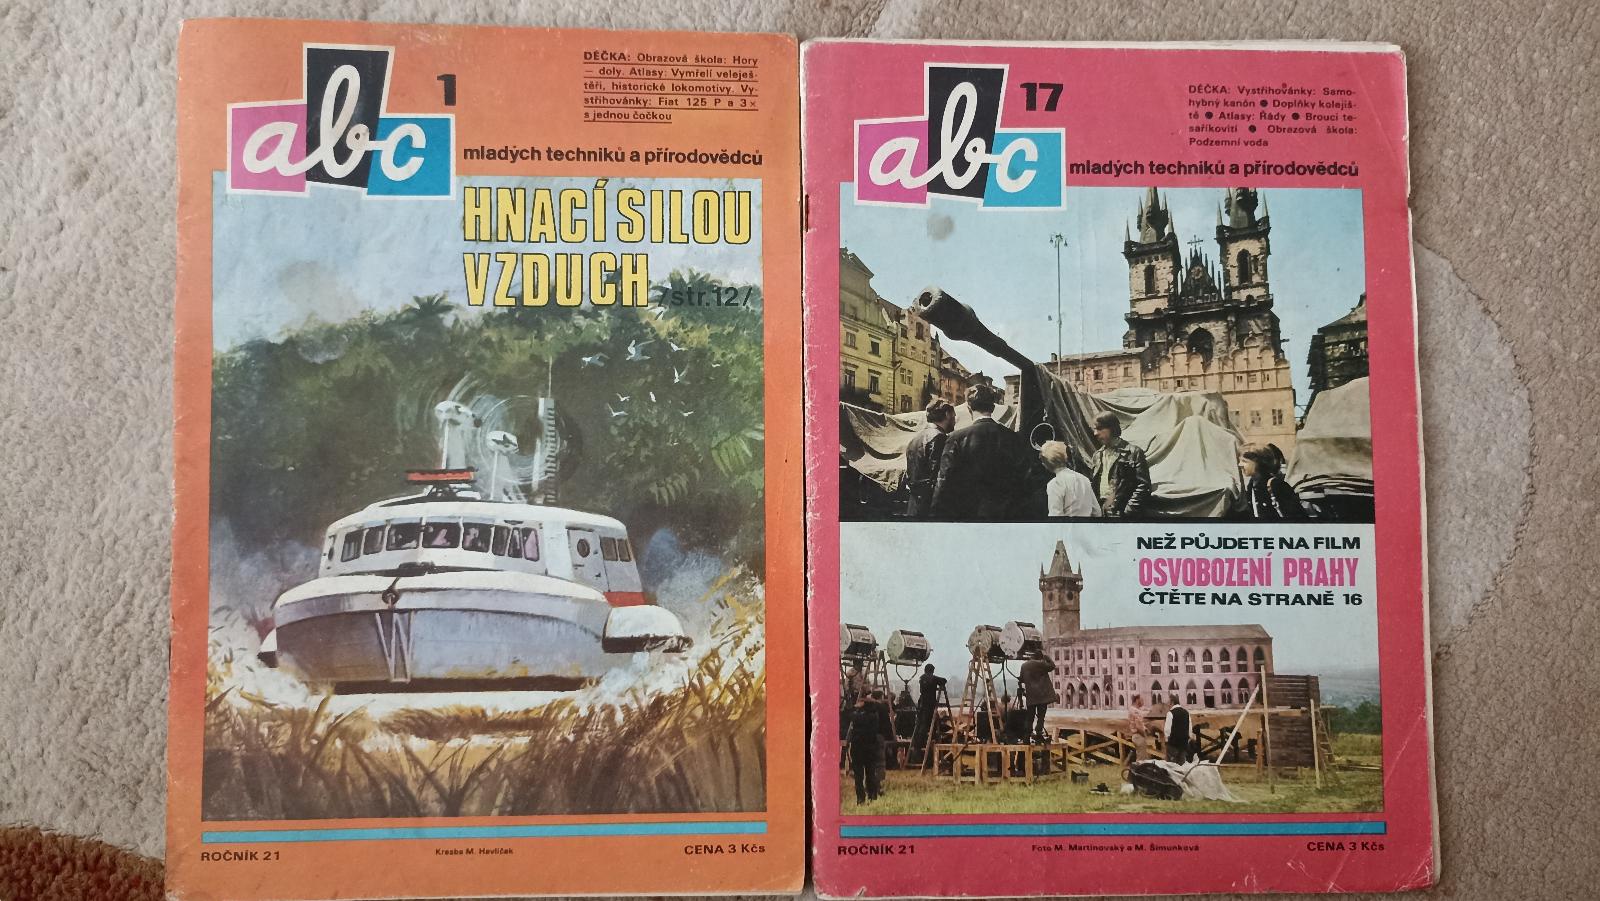 abc
1
DÉČKA: Obrazová škola: Hory
– doly. Atlasy: Vymřelí veleješ-
těři, historické lokomotivy. Vy-
střihovánky: Fiat 125 P a 3×
s jednou čočkou
mladých techniků a přírodovědců
HNACÍ SILOU
VZDUCH /str. 12/
ROČNÍK 21
Kresba M. Havlíček
CENA 3 Kčs
abc
17
DÉČKA: Vystřihovánky: Samo-
hybný kanón ● Doplňky kolejiš-
tě ● Atlasy: Řády ● Brouci te-
saříkovití ● Obrazová škola:
Podzemní voda
mladých techniků a přírodovědců
NEŽ PŮJDETE NA FILM
OSVOBOZENÍ PRAHY
ČTĚTE NA STRANĚ 16
ROČNÍK 21
Foto M. Martinovský a M. Šimunková
CENA 3 Kčs